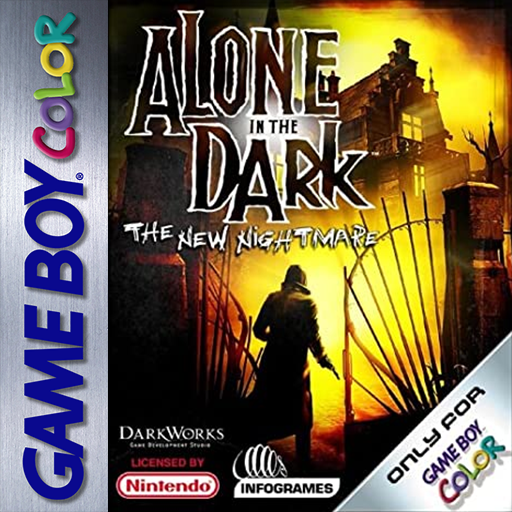 GAME BOY COLOR
ALONE
IN THE
DARK
THE NEW NIGHTMARE
DARKWORKS
GAME DEVELOPMENT STUDIO
LICENSED BY
Nintendo
INFOGRAMES
ONLY FOR
GAME BOY
COLOR